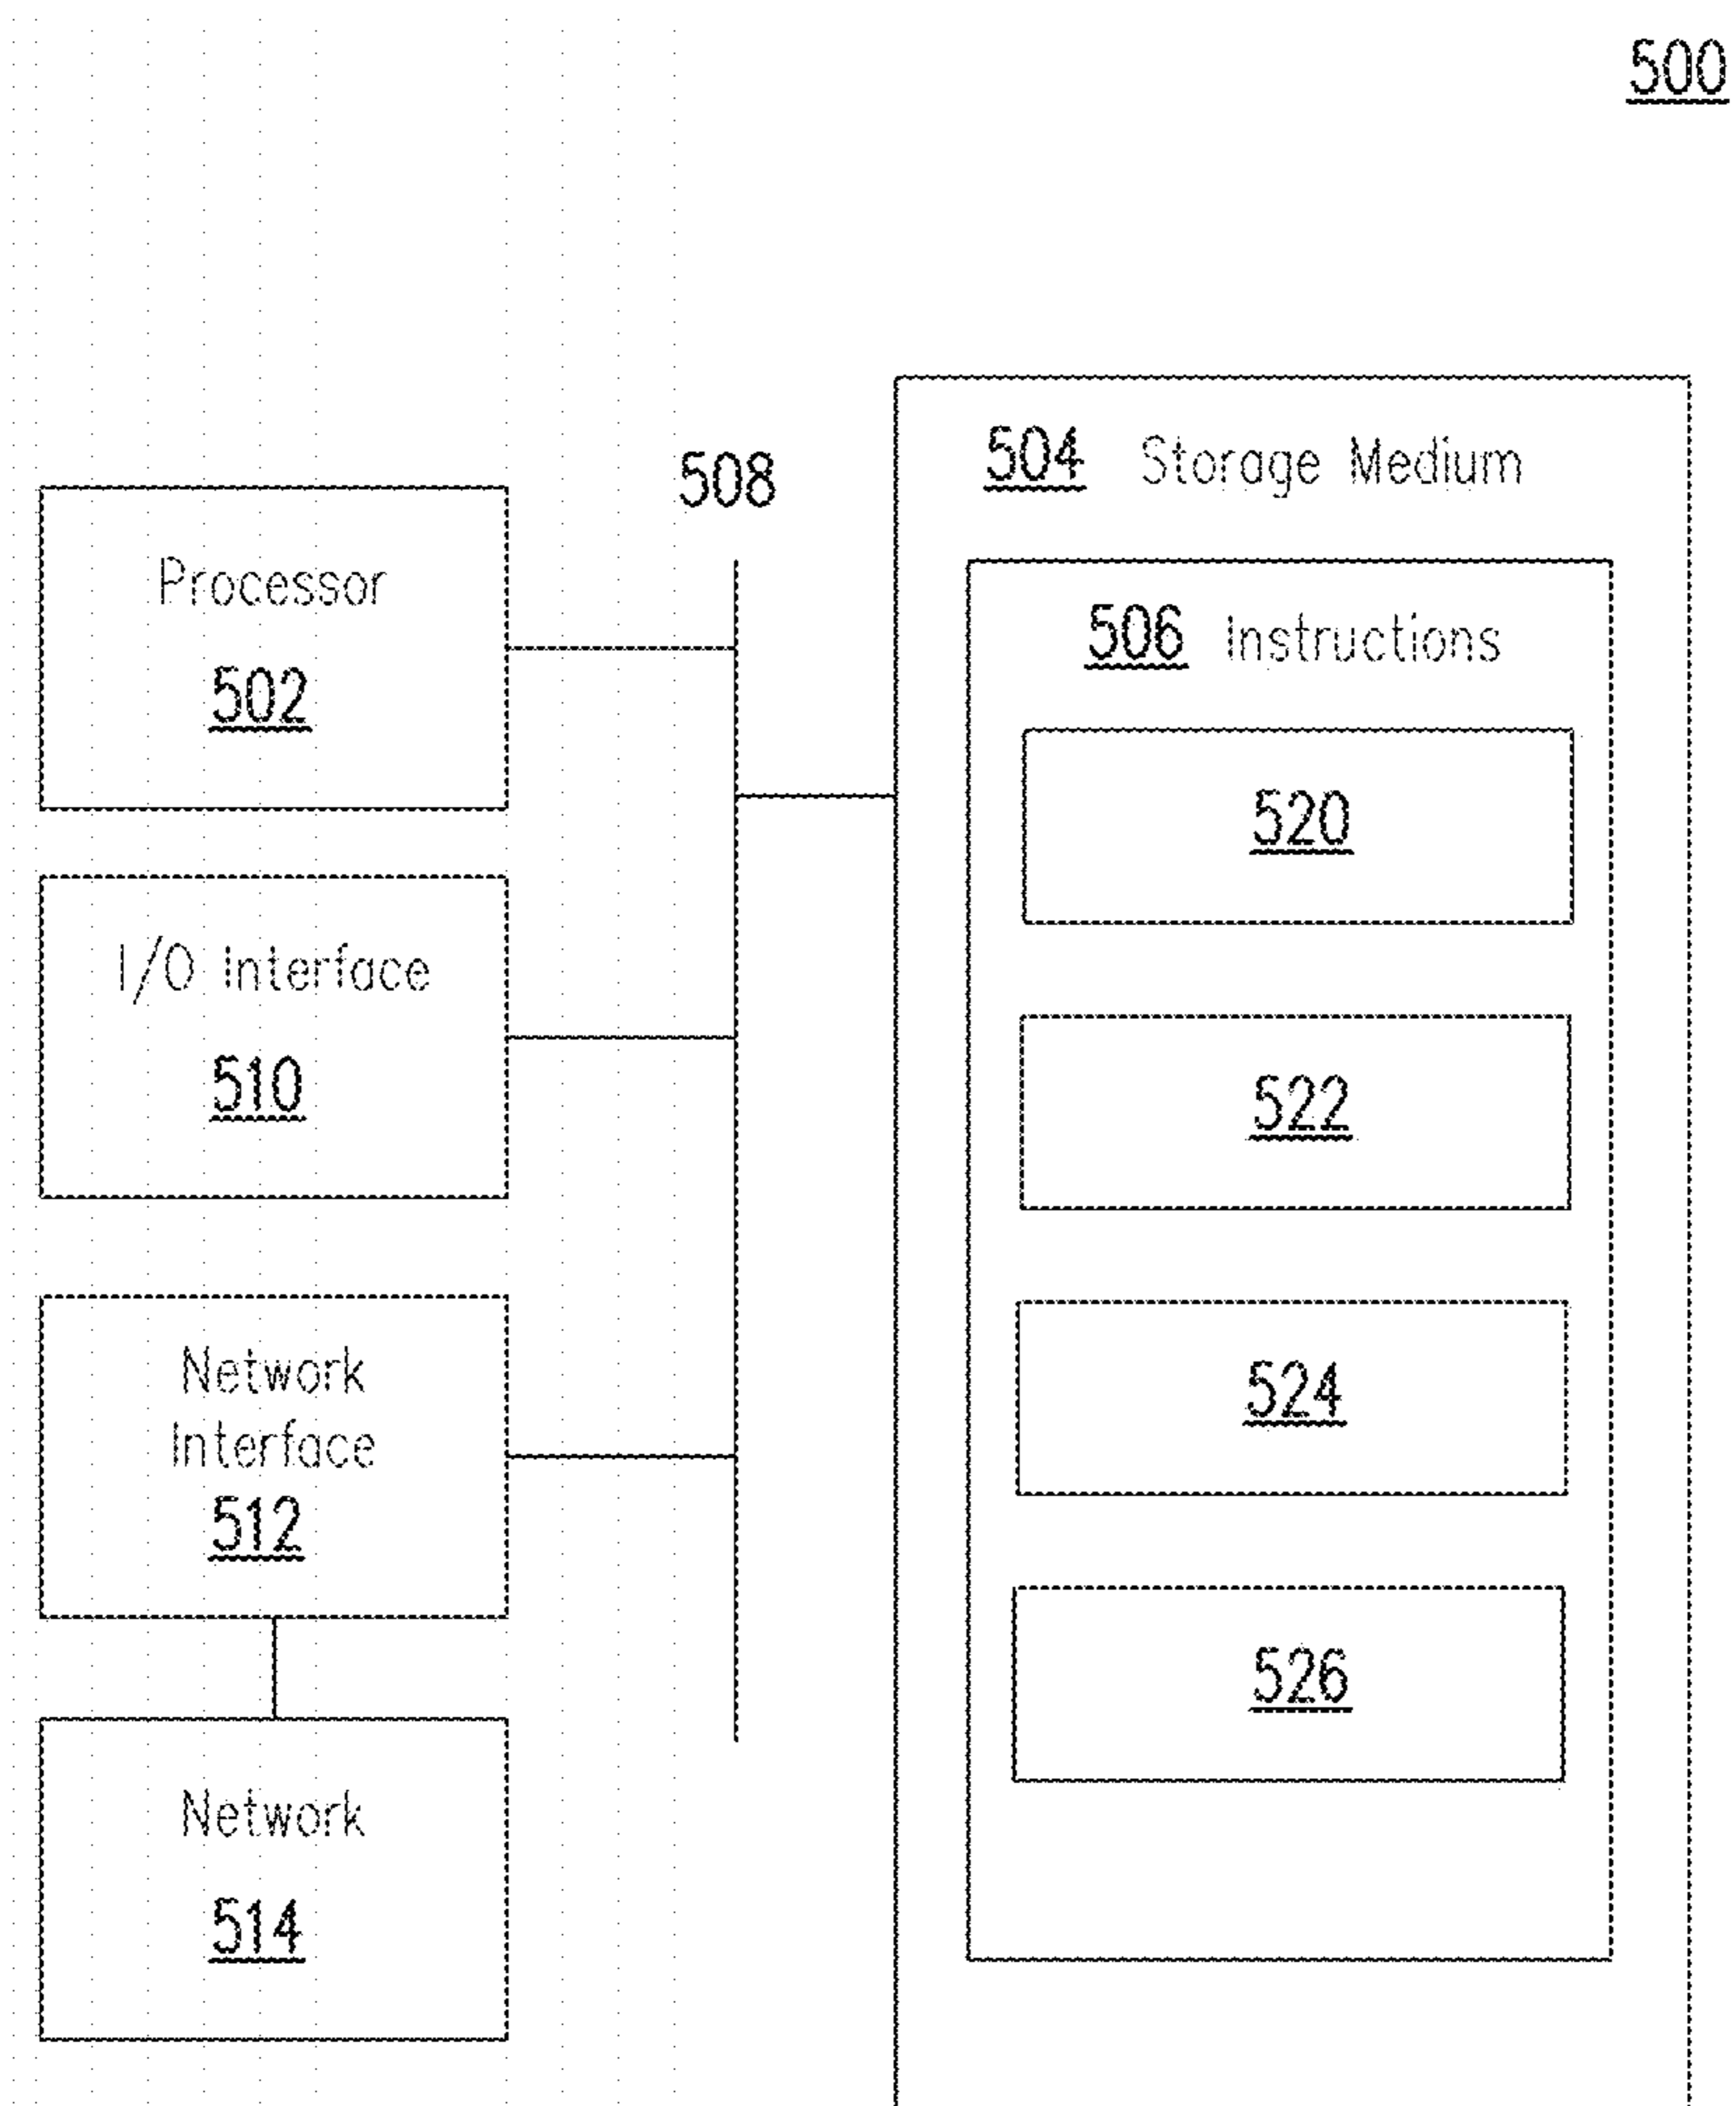 500
508
Processor
502
I/O Interface
510
Network
Interface
512
Network
514
504 Storage Medium
506 Instructions
520
522
524
526